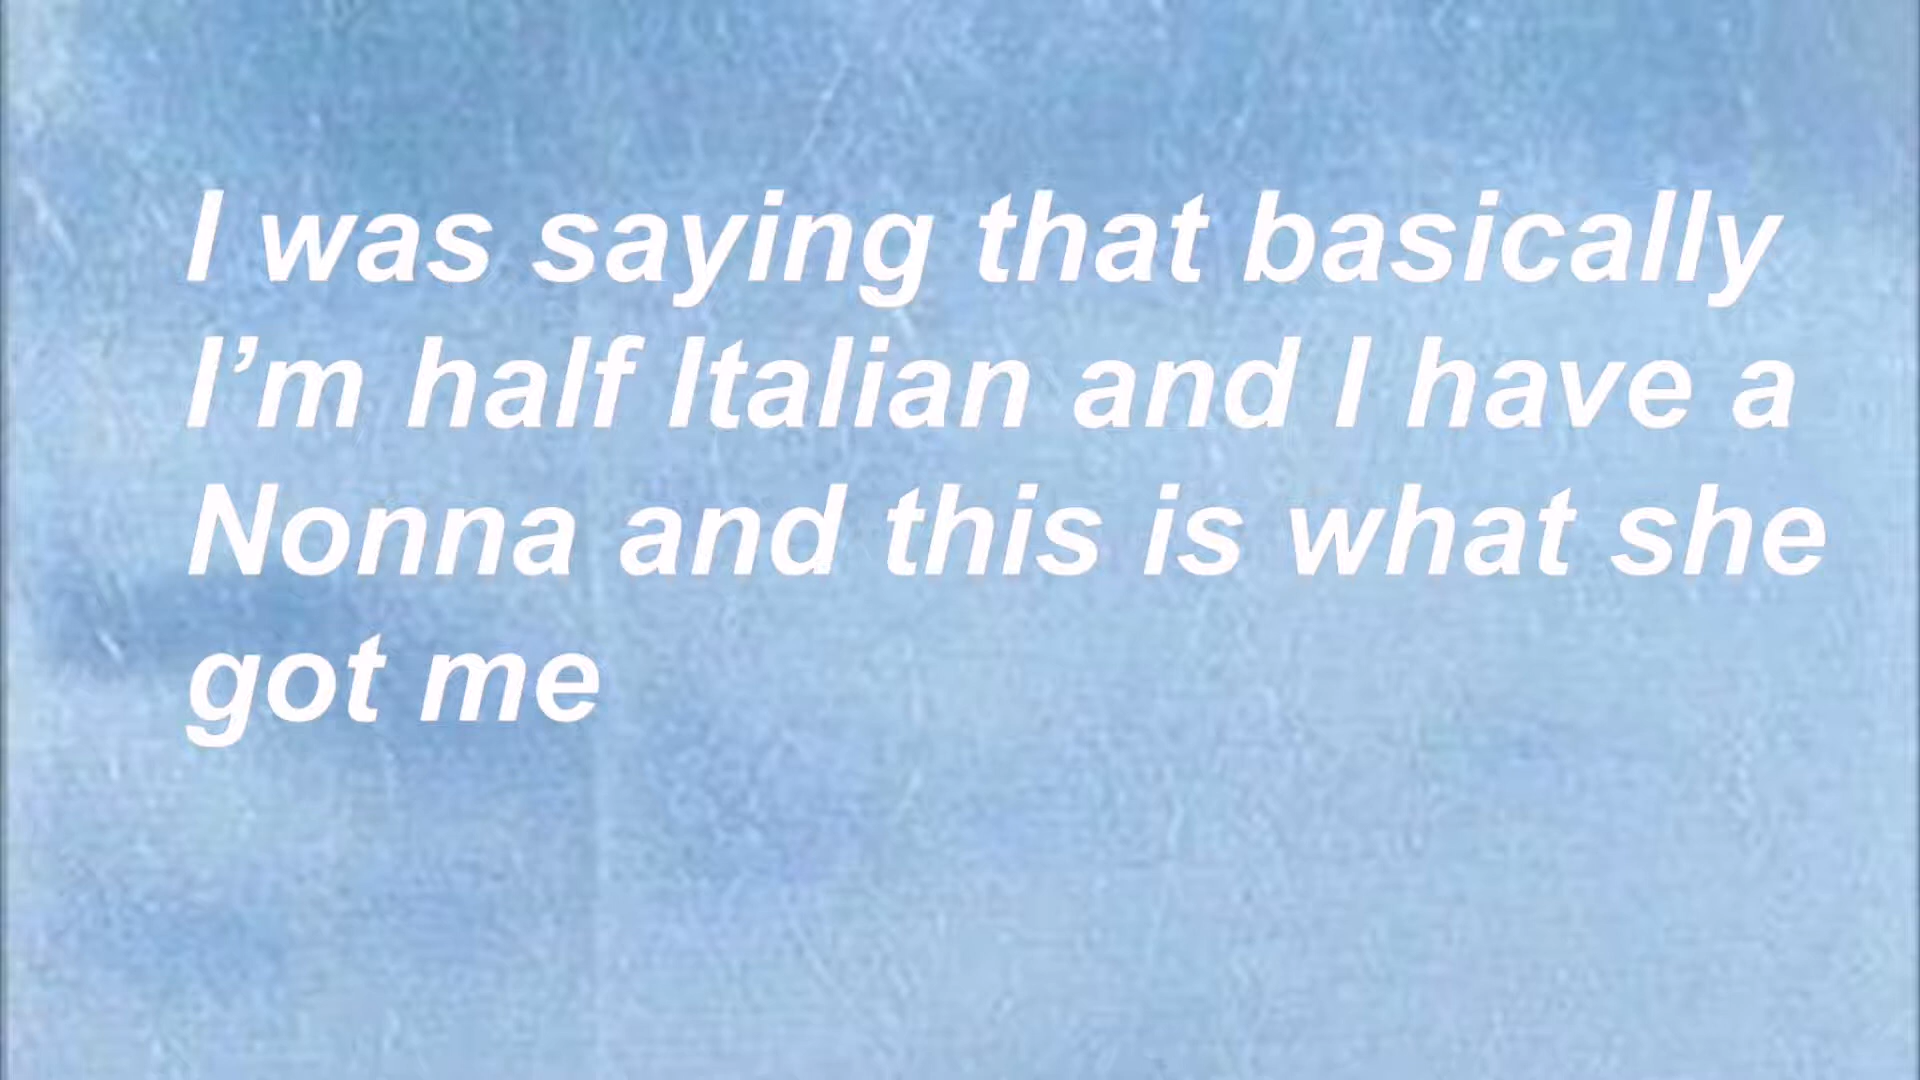 I was saying that basically
I’m half Italian and I have a
Nonna and this is what she
got me